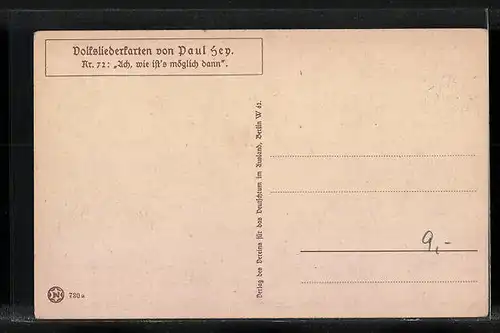 Volksliederkarten von Paul Hey.
Nr. 72: „Ach, wie ist's möglich dann".
Verlag des Vereins für das Deutschtum im Ausland, Berlin W 62.
9,-
720a